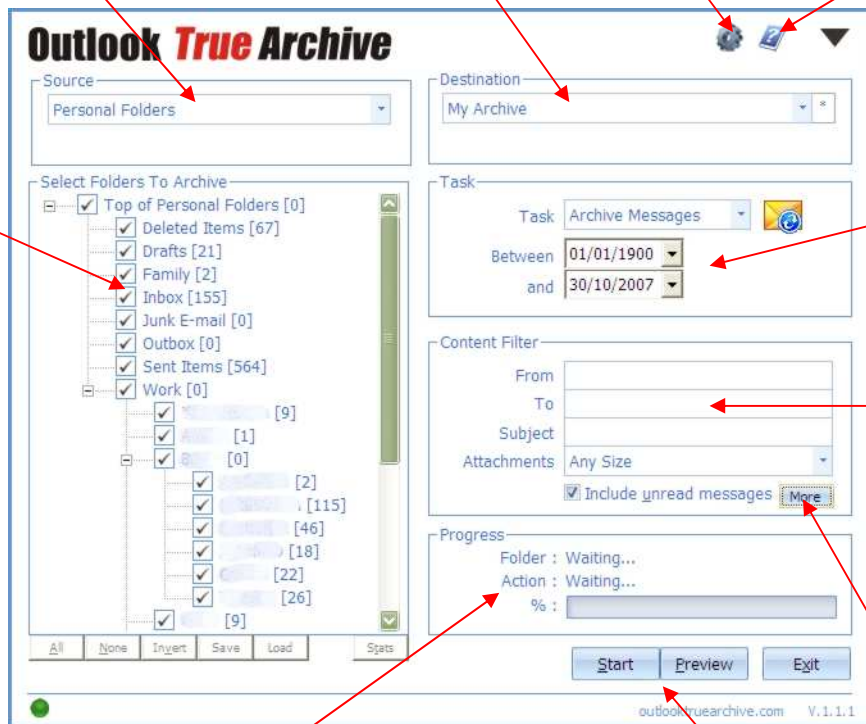 Outlook True Archive
Source
Personal Folders
Destination
My Archive
*
Select Folders To Archive
Top of Personal Folders [0]
Deleted Items [67]
Drafts [21]
Family [2]
Inbox [155]
Junk E-mail [0]
Outbox [0]
Sent Items [564]
Work [0]
[9]
[1]
[0]
[2]
[115]
[46]
[18]
[22]
[26]
[9]
All None Invert Save Load Stats
Task
Task Archive Messages
Between 01/01/1900
and 30/10/2007
Content Filter
From
To
Subject
Attachments Any Size
Include unread messages More
Progress
Folder : Waiting...
Action : Waiting...
% :
Start Preview Exit
outlooktruearchive.com V.1.1.1